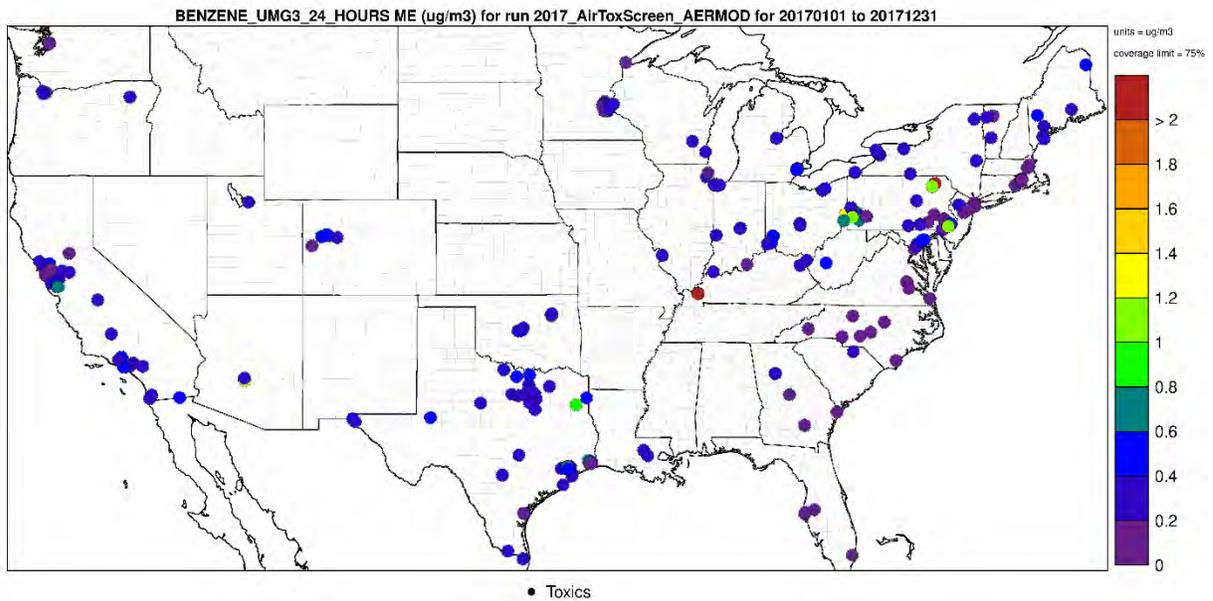 BENZENE_UMG3_24_HOURS ME (ug/m3) for run 2017_AirToxScreen_AERMOD for 20170101 to 20171231
units = ug/m3
coverage limit = 75%
> 2
1.8
1.6
1.4
1.2
1
0.8
0.6
0.4
0.2
0
Toxics